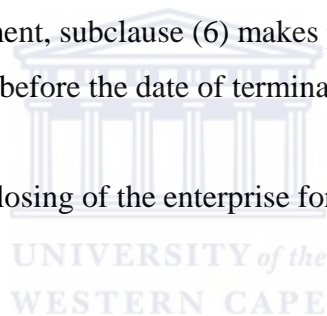 ment, subclause (6) makes
before the date of termina
losing of the enterprise for
UNIVERSITY of the
WESTERN CAPE